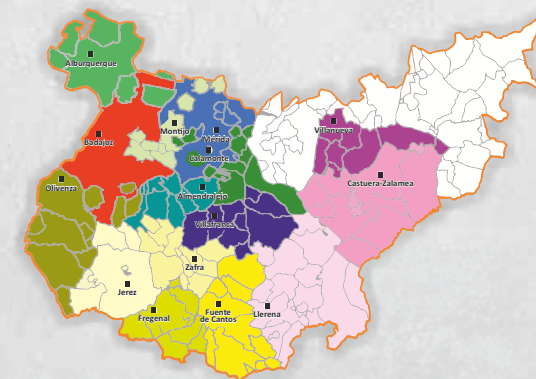 Alburquerque
Montijo
Villanueva
Mérida
Badajoz
Calamonte
Castuera-Zalamea
Olivenza
Almendralejo
Villafranca
Zafra
Jerez
Fregenal
Fuente
de Cantos
Llerena